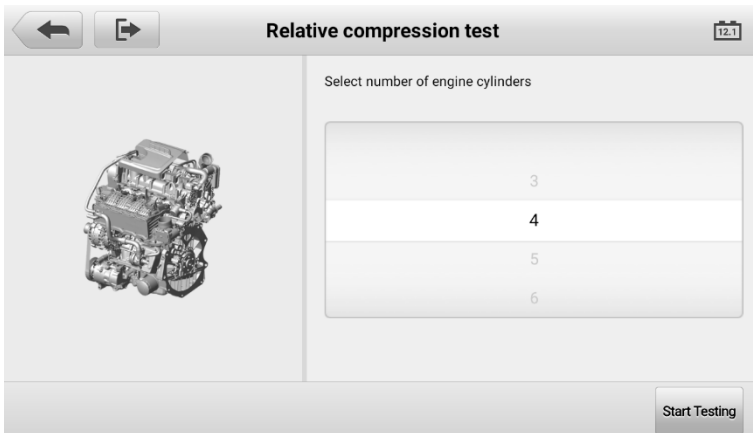 Relative compression test
12.1
Select number of engine cylinders
3
4
5
6
Start Testing